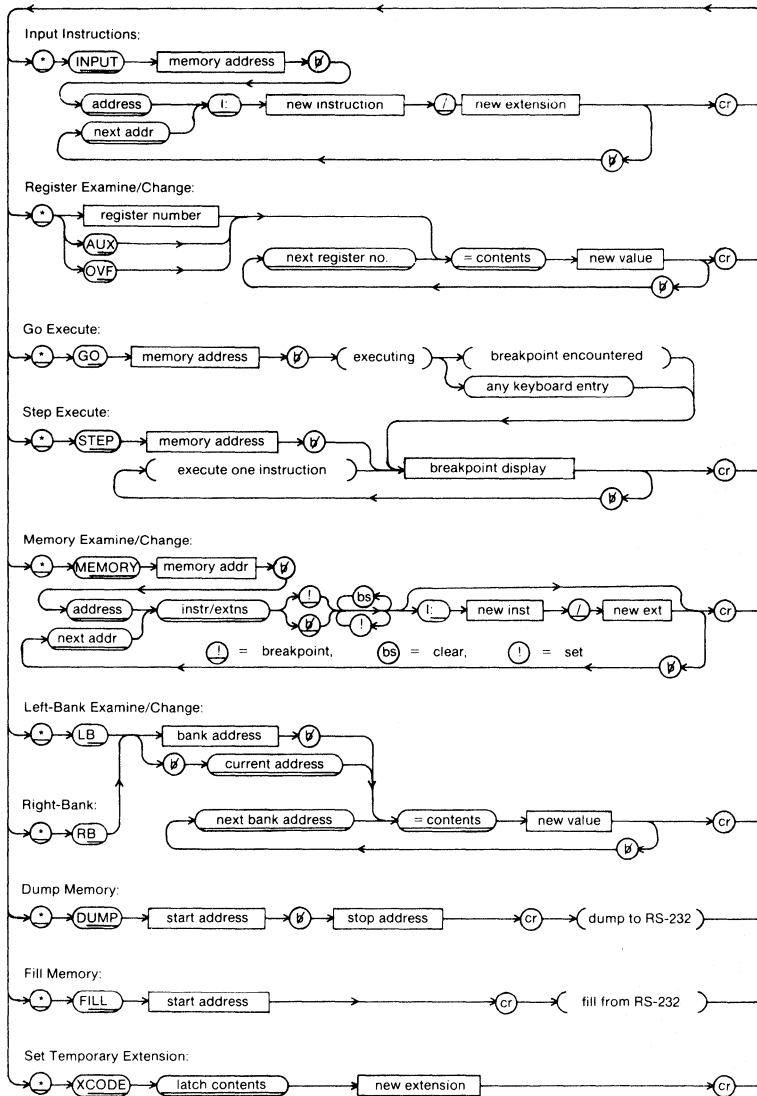 Input Instructions:
* INPUT memory address b
address I: new instruction / new extension cr
next addr
b
Register Examine/Change:
* register number
AUX
OVF next register no. = contents new value cr
b
Go Execute:
* GO memory address b executing breakpoint encountered
any keyboard entry
Step Execute:
* STEP memory address b
execute one instruction breakpoint display cr
b
Memory Examine/Change:
* MEMORY memory addr b
address instr/extns ! b bs ! I: new inst / new ext cr
next addr
! = breakpoint, bs = clear, ! = set
b
Left-Bank Examine/Change:
* LB bank address b
b current address
Right-Bank:
* RB next bank address = contents new value cr
b
Dump Memory:
* DUMP start address b stop address cr dump to RS-232
Fill Memory:
* FILL start address cr fill from RS-232
Set Temporary Extension:
* XCODE latch contents new extension cr